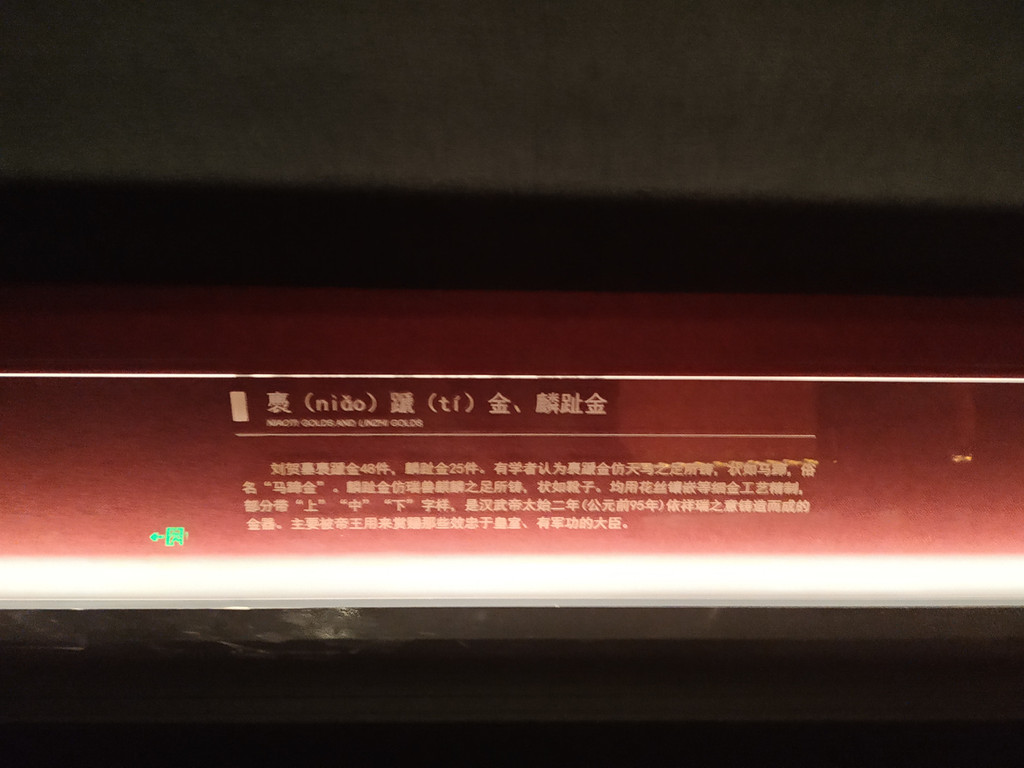 褭（niǎo）蹏（tí）金、麟趾金
NIAOTI GOLDS AND LINZHI GOLDS
刘贺墓褭蹏金48件，麟趾金25件。有学者认为褭蹏金仿天马之足所铸，状如马蹄，俗
名“马蹄金”。麟趾金仿瑞兽麒麟之足所铸，状如靴子、均用花丝镶嵌等细金工艺精制，
部分带“上”“中”“下”字样，是汉武帝太始二年(公元前95年)依祥瑞之意铸造而成的
金器、主要被帝王用来赏赐那些效忠于皇室、有军功的大臣。